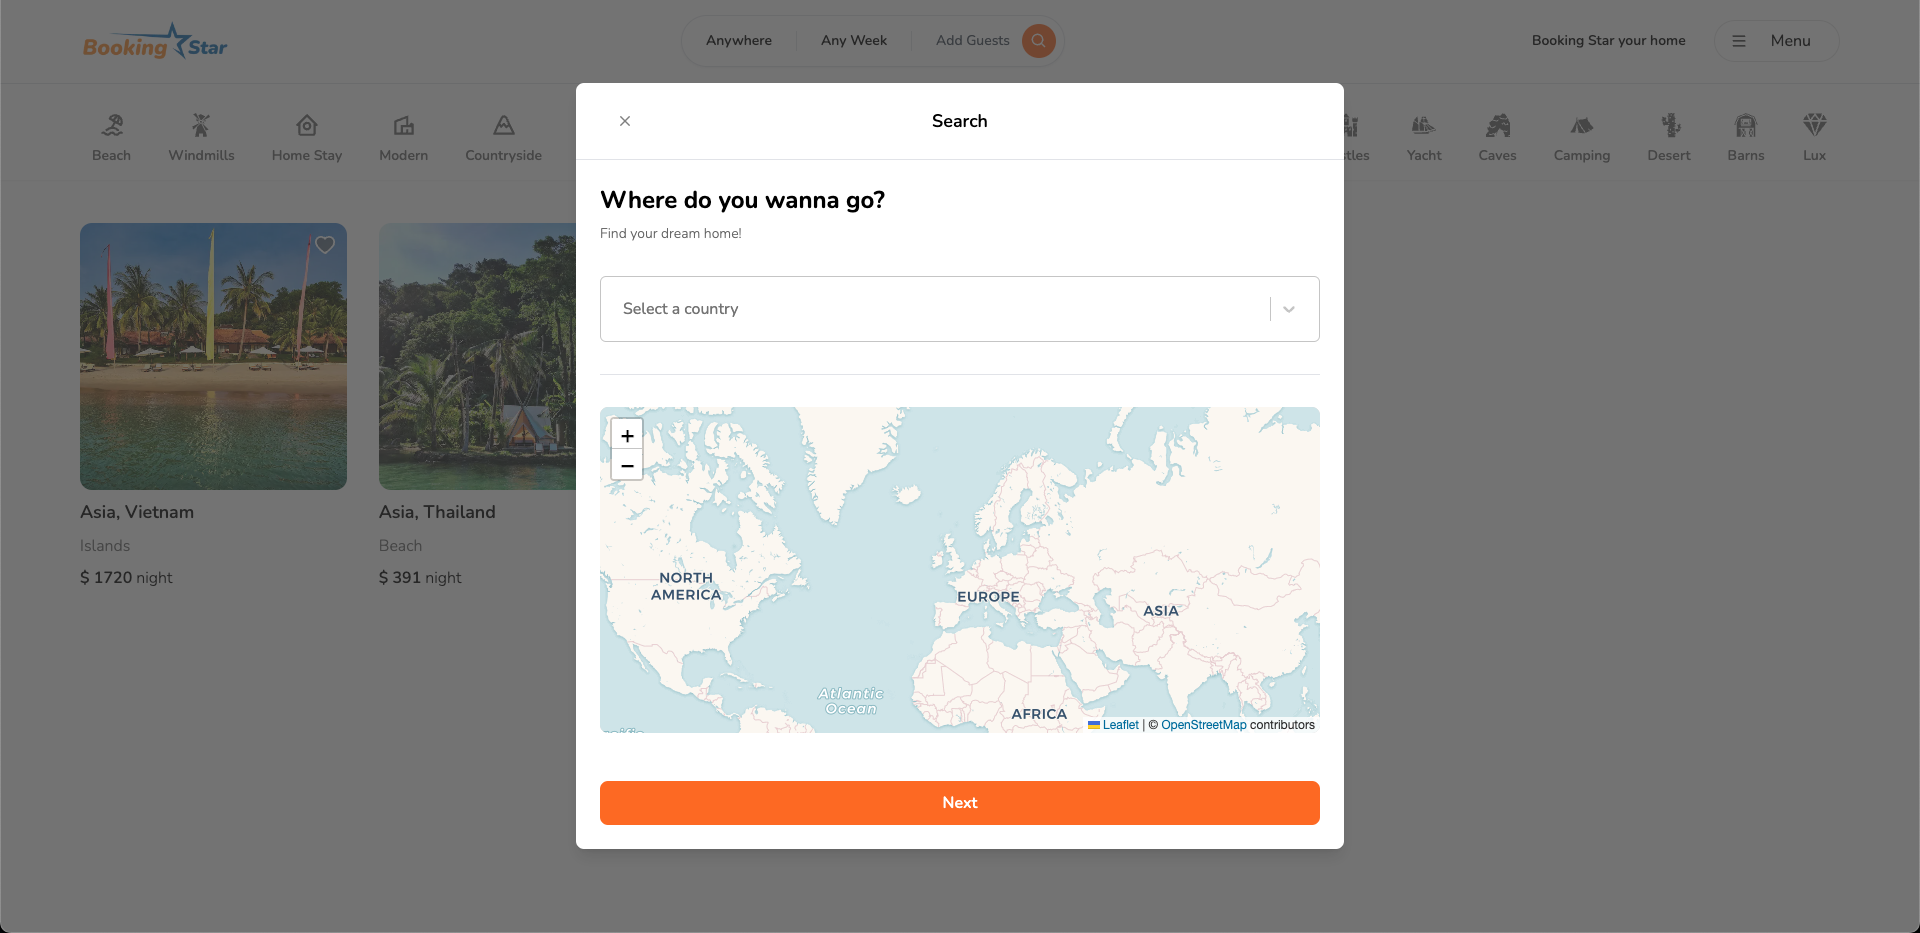 Booking Star
Anywhere
Any Week
Add Guests
Booking Star your home
Menu
Beach
Windmills
Home Stay
Modern
Countryside
Yacht
Caves
Camping
Desert
Barns
Lux
Search
Where do you wanna go?
Find your dream home!
Select a country
+
−
NORTH
AMERICA
EUROPE
ASIA
Atlantic
Ocean
AFRICA
Leaflet | © OpenStreetMap contributors
Next
Asia, Vietnam
Islands
$ 1720 night
Asia, Thailand
Beach
$ 391 night